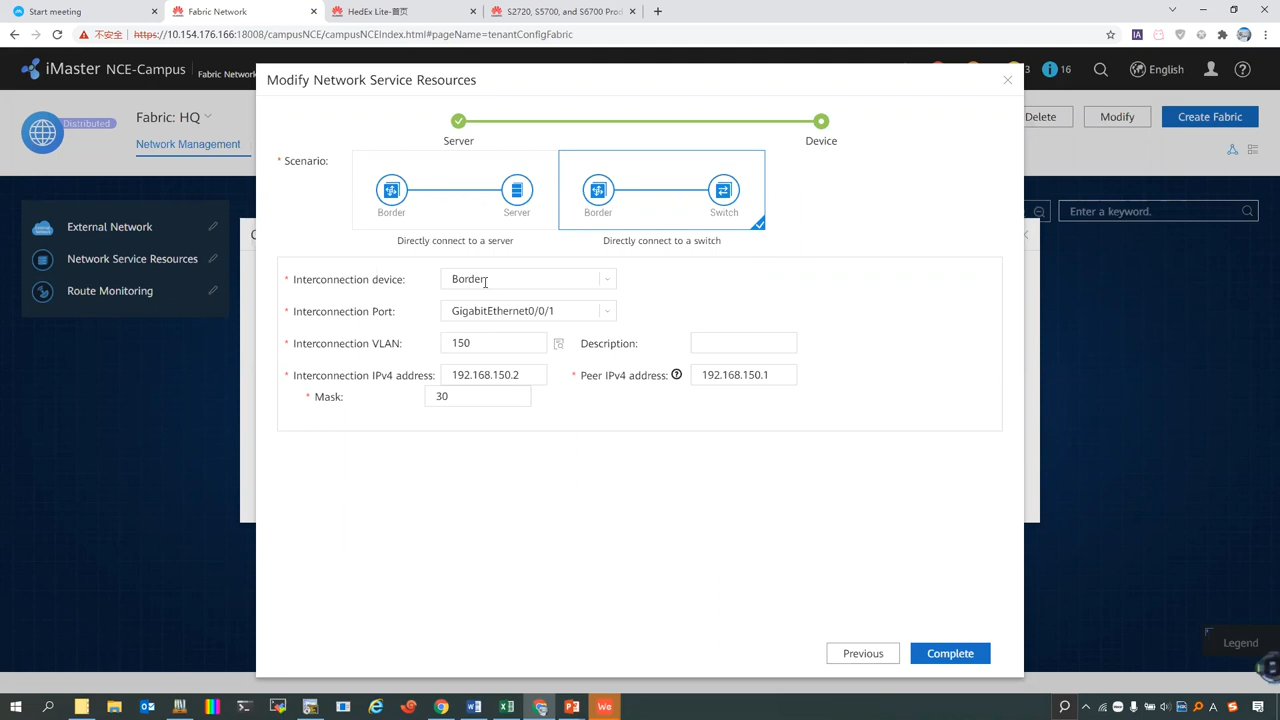 Start meeting
Fabric Network
HedEx Lite-首页
S2720, S5700, and S6700 Prod
不安全
https://10.154.176.166:18008/campusNCE/campusNCEIndex.html#pageName=tenantConfigFabric
iMaster NCE-Campus
Fabric Network
3
16
English
Distributed
Fabric: HQ
Network Management
Delete
Modify
Create Fabric
External Network
Network Service Resources
Route Monitoring
Enter a keyword.
Modify Network Service Resources
Server
Device
* Scenario:
Border
Server
Border
Switch
Directly connect to a server
Directly connect to a switch
* Interconnection device:
Border
* Interconnection Port:
GigabitEthernet0/0/1
* Interconnection VLAN:
150
Description:
* Interconnection IPv4 address:
192.168.150.2
* Peer IPv4 address:
192.168.150.1
* Mask:
30
Previous
Complete
Legend